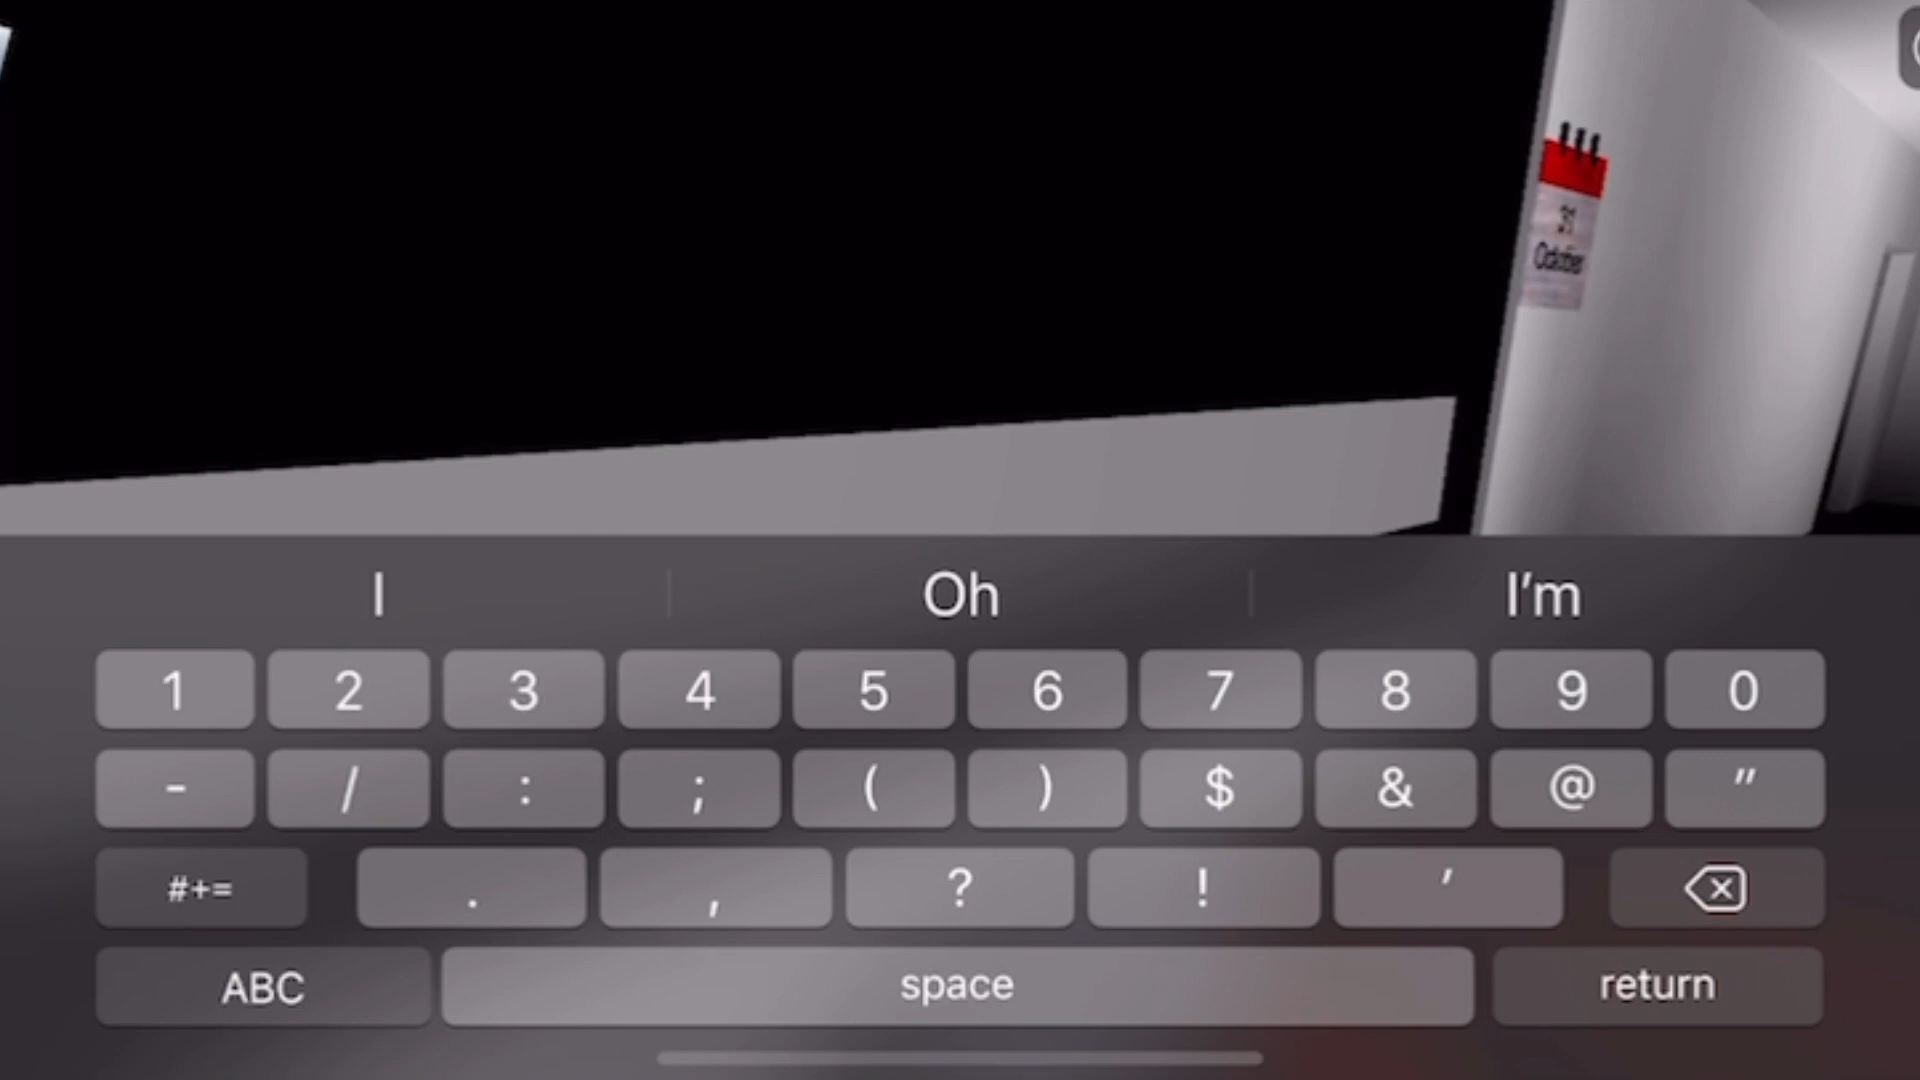 31
October
I Oh I'm
1 2 3 4 5 6 7 8 9 0
- / : ; ( ) $ & @ "
#+= . , ? ! '
ABC space return